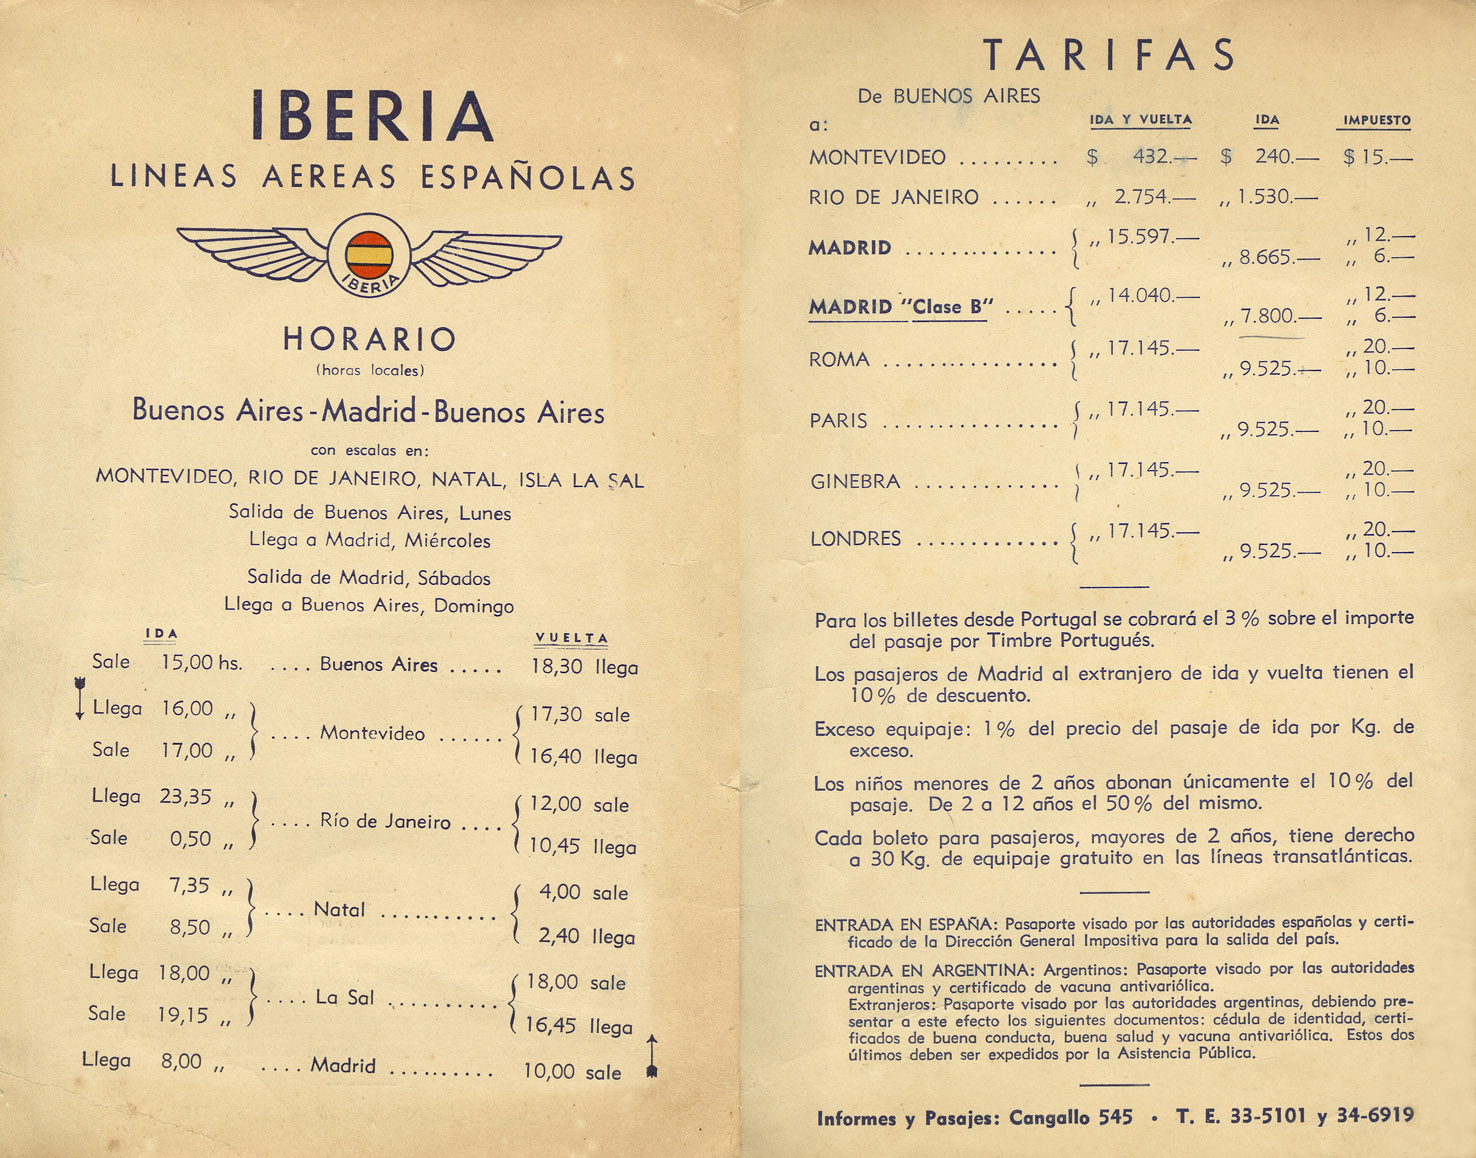 IBERIA
LINEAS AEREAS ESPAÑOLAS
IBERIA
HORARIO
(horas locales)
Buenos Aires - Madrid - Buenos Aires
con escalas en:
MONTEVIDEO, RIO DE JANEIRO, NATAL, ISLA LA SAL
Salida de Buenos Aires, Lunes
Llega a Madrid, Miércoles
Salida de Madrid, Sábados
Llega a Buenos Aires, Domingo
IDA VUELTA
Sale 15,00 hs. .... Buenos Aires ..... 18,30 llega
Llega 16,00 „ 17,30 sale
.... Montevideo ......
Sale 17,00 „ 16,40 llega
Llega 23,35 „ 12,00 sale
.... Río de Janeiro ....
Sale 0,50 „ 10,45 llega
Llega 7,35 „ 4,00 sale
.... Natal ...........
Sale 8,50 „ 2,40 llega
Llega 18,00 „ 18,00 sale
.... La Sal ..........
Sale 19,15 „ 16,45 llega
Llega 8,00 „ .... Madrid .......... 10,00 sale
TARIFAS
De BUENOS AIRES
a: IDA Y VUELTA IDA IMPUESTO
MONTEVIDEO ......... $ 432.— $ 240.— $ 15.—
RIO DE JANEIRO ...... „ 2.754.— „ 1.530.—
MADRID ............. „ 15.597.— „ 12.—
„ 8.665.— „ 6.—
MADRID "Clase B" ..... „ 14.040.— „ 12.—
„ 7.800.— „ 6.—
ROMA ............... „ 17.145.— „ 20.—
„ 9.525.— „ 10.—
PARIS ............... „ 17.145.— „ 20.—
„ 9.525.— „ 10.—
GINEBRA ............ „ 17.145.— „ 20.—
„ 9.525.— „ 10.—
LONDRES ............ „ 17.145.— „ 20.—
„ 9.525.— „ 10.—
Para los billetes desde Portugal se cobrará el 3 % sobre el importe
del pasaje por Timbre Portugués.
Los pasajeros de Madrid al extranjero de ida y vuelta tienen el
10 % de descuento.
Exceso equipaje: 1 % del precio del pasaje de ida por Kg. de
exceso.
Los niños menores de 2 años abonan únicamente el 10 % del
pasaje. De 2 a 12 años el 50 % del mismo.
Cada boleto para pasajeros, mayores de 2 años, tiene derecho
a 30 Kg. de equipaje gratuito en las líneas transatlánticas.
ENTRADA EN ESPAÑA: Pasaporte visado por las autoridades españolas y certi-
ficado de la Dirección General Impositiva para la salida del país.
ENTRADA EN ARGENTINA: Argentinos: Pasaporte visado por las autoridades
argentinas y certificado de vacuna antivariólica.
Extranjeros: Pasaporte visado por las autoridades argentinas, debiendo pre-
sentar a este efecto los siguientes documentos: cédula de identidad, certi-
ficados de buena conducta, buena salud y vacuna antivariólica. Estos dos
últimos deben ser expedidos por la Asistencia Pública.
Informes y Pasajes: Cangallo 545 • T. E. 33-5101 y 34-6919